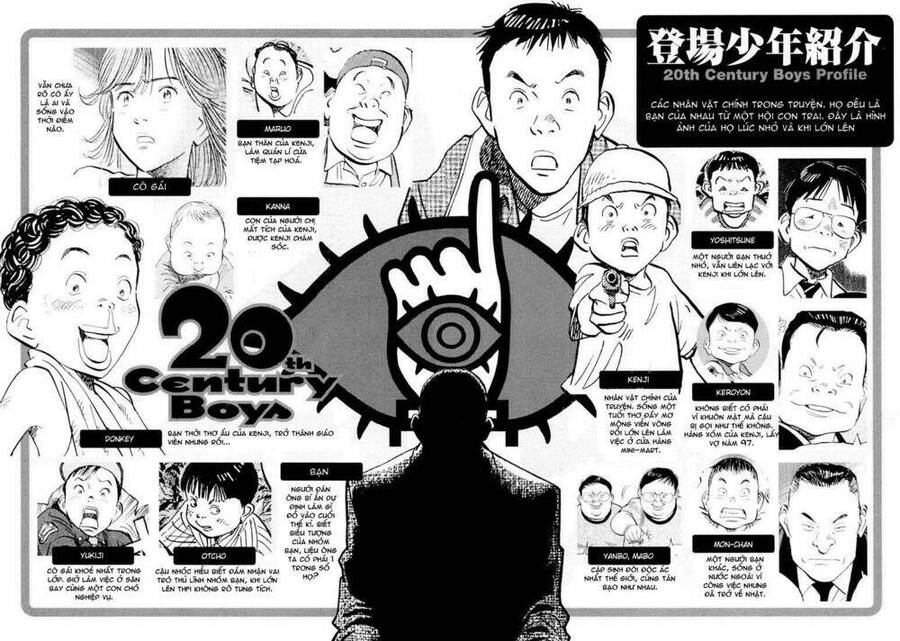 登場少年紹介
20th Century Boys Profile
CÁC NHÂN VẬT CHÍNH TRONG TRUYỆN. HỌ ĐỀU LÀ
BẠN CỦA NHAU TỪ MỘT HỘI CON TRAI. ĐÂY LÀ HÌNH
ẢNH CỦA HỌ LÚC NHỎ VÀ KHI LỚN LÊN
VẪN CHƯA
RÕ CÔ ẤY
LÀ AI VÀ
SỐNG VÀO
THỜI ĐIỂM
NÀO.
CÔ GÁI
MARUO
BẠN THÂN CỦA KENJI,
LÀM QUẢN LÍ CỬA
TIỆM TẠP HOÁ.
KANNA
CON CỦA NGƯỜI CHỊ
MẤT TÍCH CỦA KENJI,
ĐƯỢC KENJI CHĂM
SÓC.
YOSHITSUNE
MỘT NGƯỜI BẠN THUỞ
NHỎ, VẪN LIÊN LẠC VỚI
KENJI KHI LỚN LÊN.
20th
Century
Boys
KENJI
NHÂN VẬT CHÍNH CỦA
TRUYỆN. SỐNG MỘT
TUỔI THƠ ĐẦY MƠ
MỘNG VIỂN VÔNG
RỒI LỚN LÊN LÀM
VIỆC Ở CỬA HÀNG
MINI-MART.
KEROYON
KHÔNG BIẾT CÓ PHẢI
VÌ KHUÔN MẶT MÀ CẬU
BỊ GỌI NHƯ THẾ KHÔNG.
HÀNG XÓM CỦA KENJI, LẤY
VỢ NĂM 97.
DONKEY
BẠN THỜI THƠ ẤU CỦA KENJI, TRỞ THÀNH GIÁO
VIÊN NHƯNG RỒI...
YUKIJI
CÔ GÁI KHOẺ NHẤT TRONG
LỚP. GIỜ LÀM VIỆC Ở SÂN
BAY CÙNG MỘT CON CHÓ
NGHIỆP VỤ.
OTCHO
CẬU NHÓC HIỂU BIẾT ĐẢM NHẬN VAI
TRÒ THỦ LĨNH NHÓM BẠN, KHI LỚN
LÊN THÌ KHÔNG RÕ TUNG TÍCH.
BẠN
NGƯỜI ĐÀN
ÔNG BÍ ẨN DỰ
ĐỊNH LÀM GÌ
ĐÓ VÀO CUỐI
THẾ KỈ. BIẾT
BIỂU TƯỢNG
CỦA NHÓM
BẠN, LIỆU ÔNG
TA CÓ PHẢI 1
TRONG SỐ
HỌ?
YANBO, MABO
CẶP SINH ĐÔI ĐỘC ÁC
NHẤT THẾ GIỚI, CŨNG TÀN
BẠO NHƯ NHAU.
MON-CHAN
MỘT NGƯỜI BẠN
KHÁC, SỐNG Ở
NƯỚC NGOÀI VÌ
CÔNG VIỆC NHƯNG
ĐÃ TRỞ VỀ NHẬT.